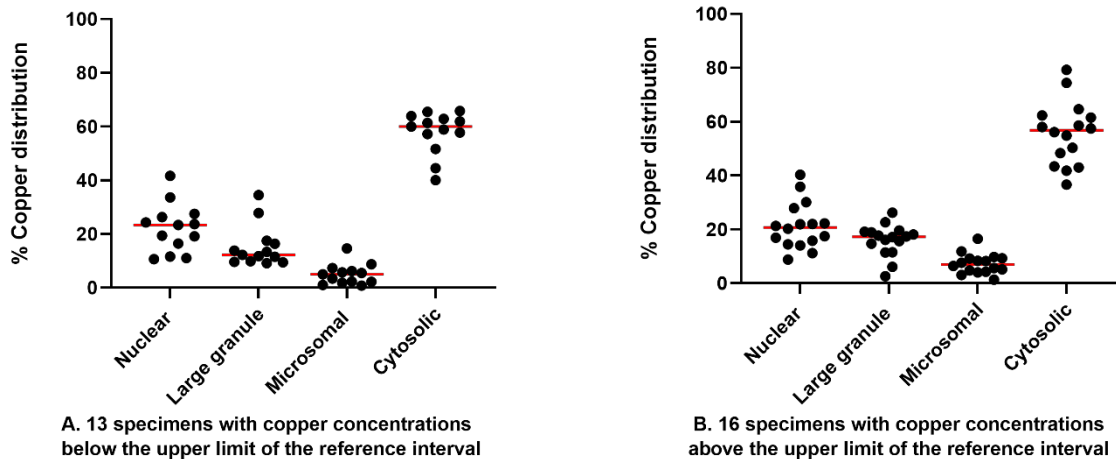 % Copper distribution
100
80
60
40
20
0
Nuclear
Large granule
Microsomal
Cytosolic
A. 13 specimens with copper concentrations
below the upper limit of the reference interval
% Copper distribution
100
80
60
40
20
0
Nuclear
Large granule
Microsomal
Cytosolic
B. 16 specimens with copper concentrations
above the upper limit of the reference interval